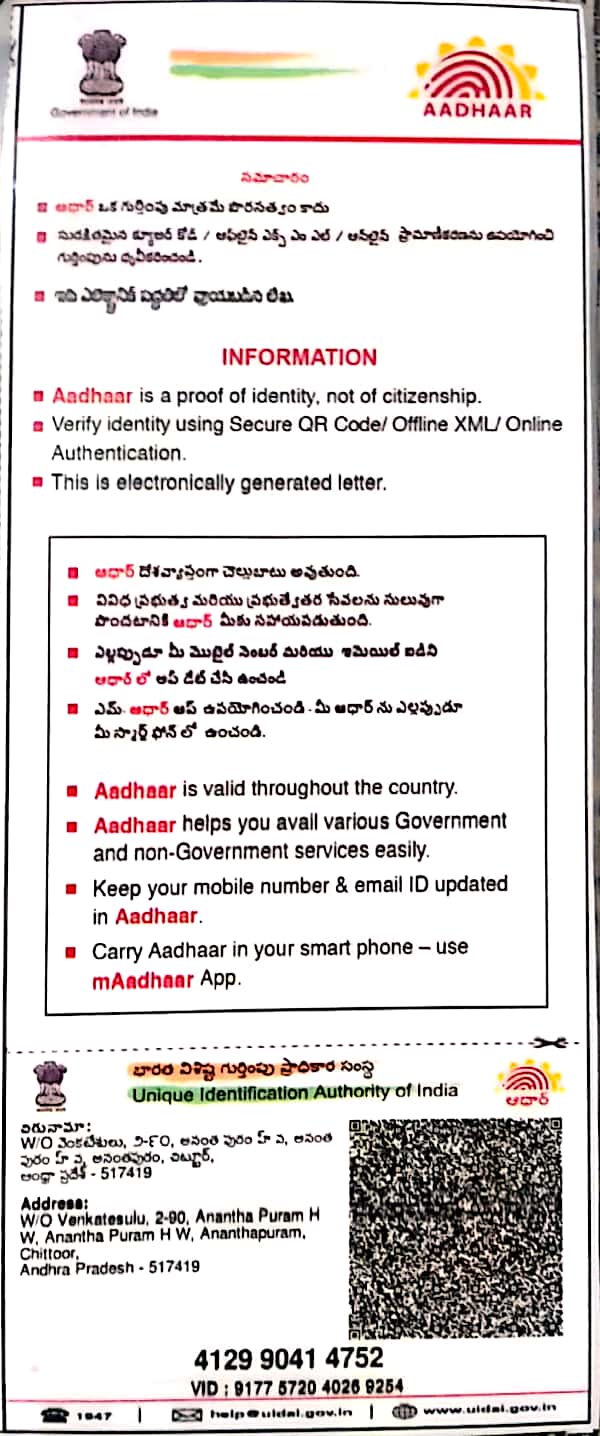 Government of India
AADHAAR
సమాచారం
ఆధార్ ఒక గుర్తింపు మాత్రమే పౌరసత్వం కాదు
సురక్షితమైన క్యూఆర్ కోడ్ / ఆఫ్‌లైన్ ఎక్స్ ఎం ఎల్ / ఆన్‌లైన్ ప్రామాణీకరణను ఉపయోగించి
గుర్తింపును ధృవీకరించండి.
ఇది ఎలక్ట్రానిక్ పద్ధతిలో వ్రాయబడిన లేఖ
INFORMATION
Aadhaar is a proof of identity, not of citizenship.
Verify identity using Secure QR Code/ Offline XML/ Online
Authentication.
This is electronically generated letter.
ఆధార్ దేశవ్యాప్తంగా చెల్లుబాటు అవుతుంది.
వివిధ ప్రభుత్వ మరియు ప్రభుత్వేతర సేవలను సులువుగా
పొందటానికి ఆధార్ మీకు సహాయపడుతుంది.
ఎల్లప్పుడూ మీ మొబైల్ నెంబర్ మరియు ఇమెయిల్ ఐడిని
ఆధార్ లో అప్ డేట్ చేసి ఉంచండి
ఎమ్- ఆధార్ ఆప్ ఉపయోగించండి - మీ ఆధార్ ను ఎల్లప్పుడూ
మీ స్మార్ట్ ఫోన్ లో ఉంచండి.
Aadhaar is valid throughout the country.
Aadhaar helps you avail various Government
and non-Government services easily.
Keep your mobile number & email ID updated
in Aadhaar.
Carry Aadhaar in your smart phone – use
mAadhaar App.
భారత విశిష్ట గుర్తింపు ప్రాధికార సంస్థ
Unique Identification Authority of India
ఆధార్
చిరునామా:
W/O వెంకటేశులు, ౨-౯౦, అనంత పురం హ్ వ, అనంత
పురం హ్ వ, అనంతపురం, చిట్టూర్,
ఆంధ్రా ప్రదేశ్ - 517419
Address:
W/O Venkatesulu, 2-90, Anantha Puram H
W, Anantha Puram H W, Ananthapuram,
Chittoor,
Andhra Pradesh - 517419
4129 9041 4752
VID : 9177 5720 4026 9254
1947 | help@uidai.gov.in | www.uidai.gov.in